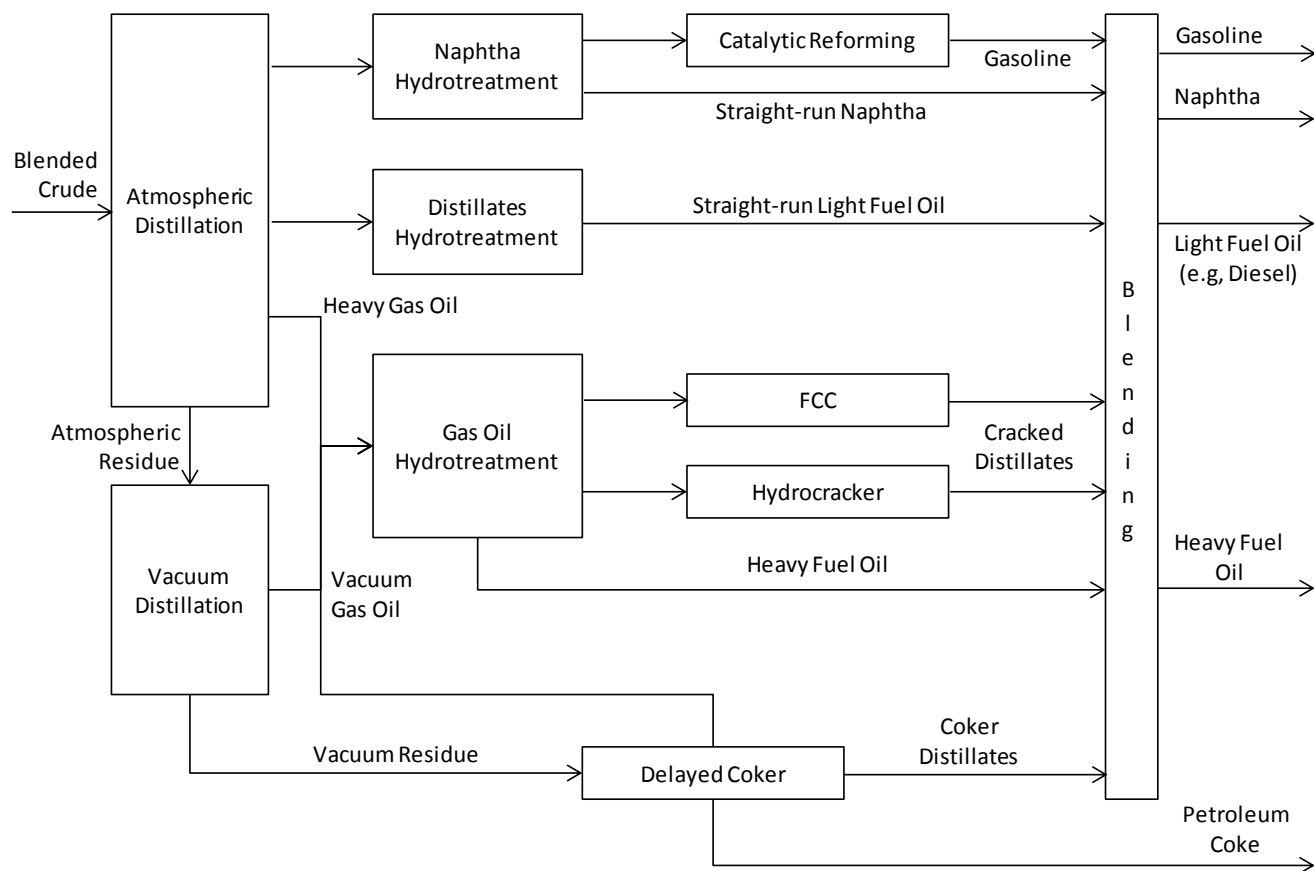 Naphtha
Hydrotreatment
Catalytic Reforming
Gasoline
Gasoline
Straight-run Naphtha
Naphtha
Blended
Crude
Atmospheric
Distillation
Distillates
Hydrotreatment
Straight-run Light Fuel Oil
Light Fuel Oil
(e.g, Diesel)
Heavy Gas Oil
B
l
e
n
d
i
n
g
Atmospheric
Residue
Gas Oil
Hydrotreatment
FCC
Cracked
Distillates
Hydrocracker
Vacuum
Distillation
Vacuum
Gas Oil
Heavy Fuel Oil
Heavy Fuel
Oil
Vacuum Residue
Delayed Coker
Coker
Distillates
Petroleum
Coke